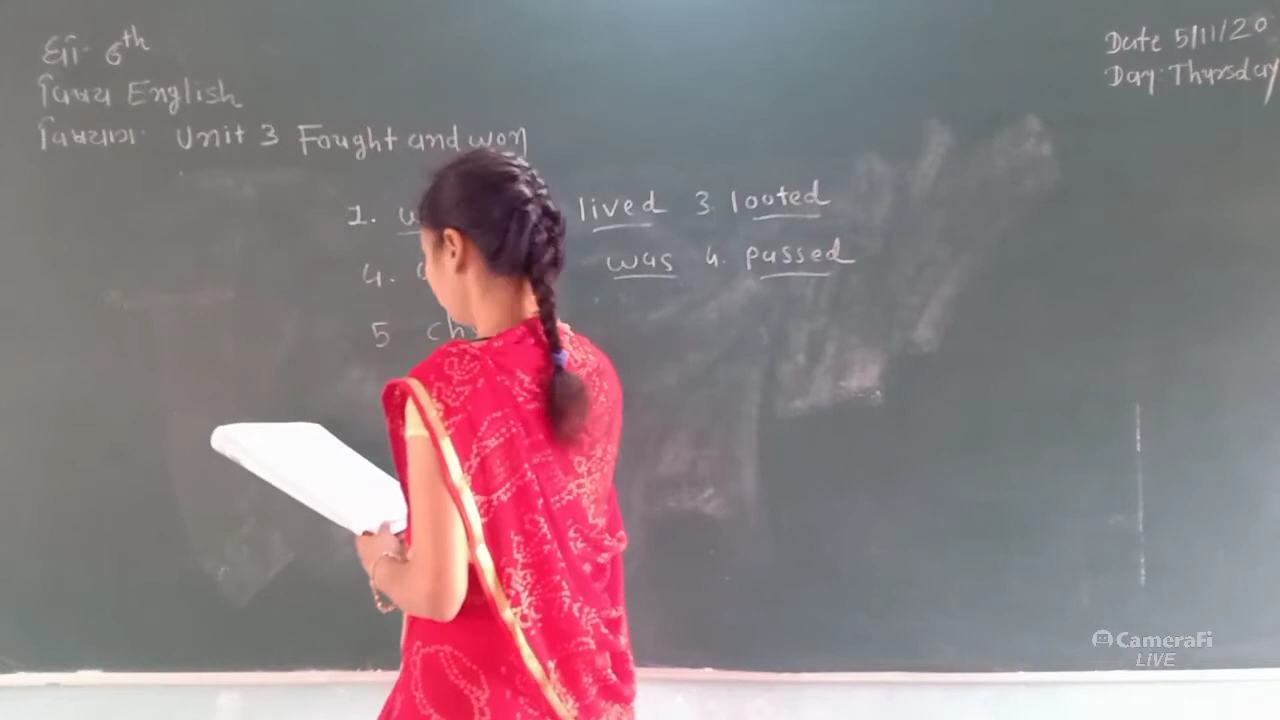 ધો- 6th
વિષય English
વિષયાંગ- Unit 3 Fought and won
Date 5/11/20
Day: Thursday
1. lived 3. looted
4. was 4. passed
5 ch
CameraFi
LIVE